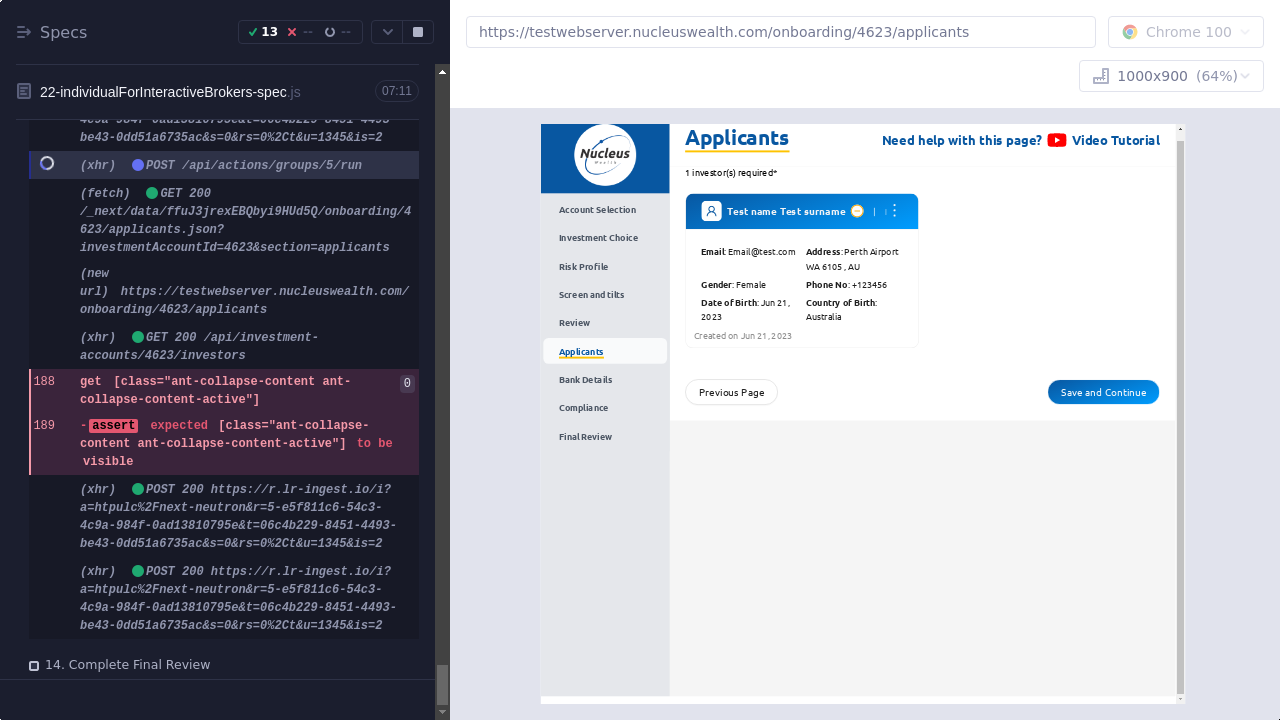 Specs
13
--
--
22-individualForInteractiveBrokers-spec.js
07:11
4c9a-984f-0ad13810795e&t=06c4b229-8451-4493-
be43-0dd51a6735ac&s=0&rs=0%2Ct&u=1345&is=2
(xhr) POST /api/actions/groups/5/run
(fetch) GET 200
/_next/data/ffuJ3jrexEBQbyi9HUd5Q/onboarding/4
623/applicants.json?
investmentAccountId=4623&section=applicants
(new
url) https://testwebserver.nucleuswealth.com/
onboarding/4623/applicants
(xhr) GET 200 /api/investment-
accounts/4623/investors
188 get [class="ant-collapse-content ant-
collapse-content-active"] 0
189 -assert expected [class="ant-collapse-
content ant-collapse-content-active"] to be
visible
(xhr) POST 200 https://r.lr-ingest.io/i?
a=htpulc%2Fnext-neutron&r=5-e5f811c6-54c3-
4c9a-984f-0ad13810795e&t=06c4b229-8451-4493-
be43-0dd51a6735ac&s=0&rs=0%2Ct&u=1345&is=2
(xhr) POST 200 https://r.lr-ingest.io/i?
a=htpulc%2Fnext-neutron&r=5-e5f811c6-54c3-
4c9a-984f-0ad13810795e&t=06c4b229-8451-4493-
be43-0dd51a6735ac&s=0&rs=0%2Ct&u=1345&is=2
14. Complete Final Review
https://testwebserver.nucleuswealth.com/onboarding/4623/applicants
Chrome 100
1000x900 (64%)
Nucleus
Wealth
Account Selection
Investment Choice
Risk Profile
Screen and tilts
Review
Applicants
Bank Details
Compliance
Final Review
Applicants
Need help with this page? Video Tutorial
1 investor(s) required*
Test name Test surname
Email: Email@test.com
Address: Perth Airport
WA 6105 , AU
Gender: Female
Phone No: +123456
Date of Birth: Jun 21,
2023
Country of Birth:
Australia
Created on Jun 21, 2023
Previous Page
Save and Continue